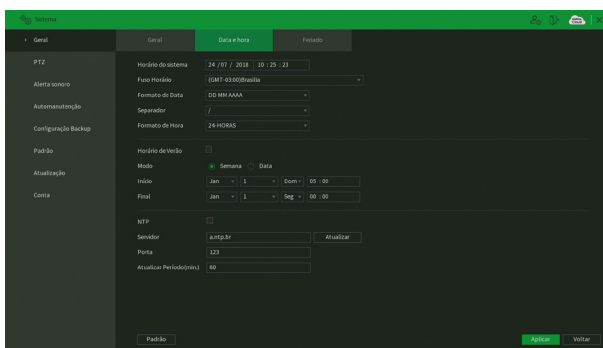 Sistema
Geral
PTZ
Alerta sonoro
Automanutenção
Configuração Backup
Padrão
Atualização
Conta
Geral Data e hora Feriado
Horário do sistema 24 /07 / 2018 10 : 25 : 23
Fuso Horário (GMT-03:00)Brasília
Formato de Data DD MM AAAA
Separador /
Formato de Hora 24-HORAS
Horário de Verão
Modo Semana Data
Início Jan 1 Dom 05 : 00
Final Jan 1 Seg 00 : 00
NTP
Servidor a.ntp.br Atualizar
Porta 123
Atualizar Período(min.) 60
Padrão Aplicar Voltar